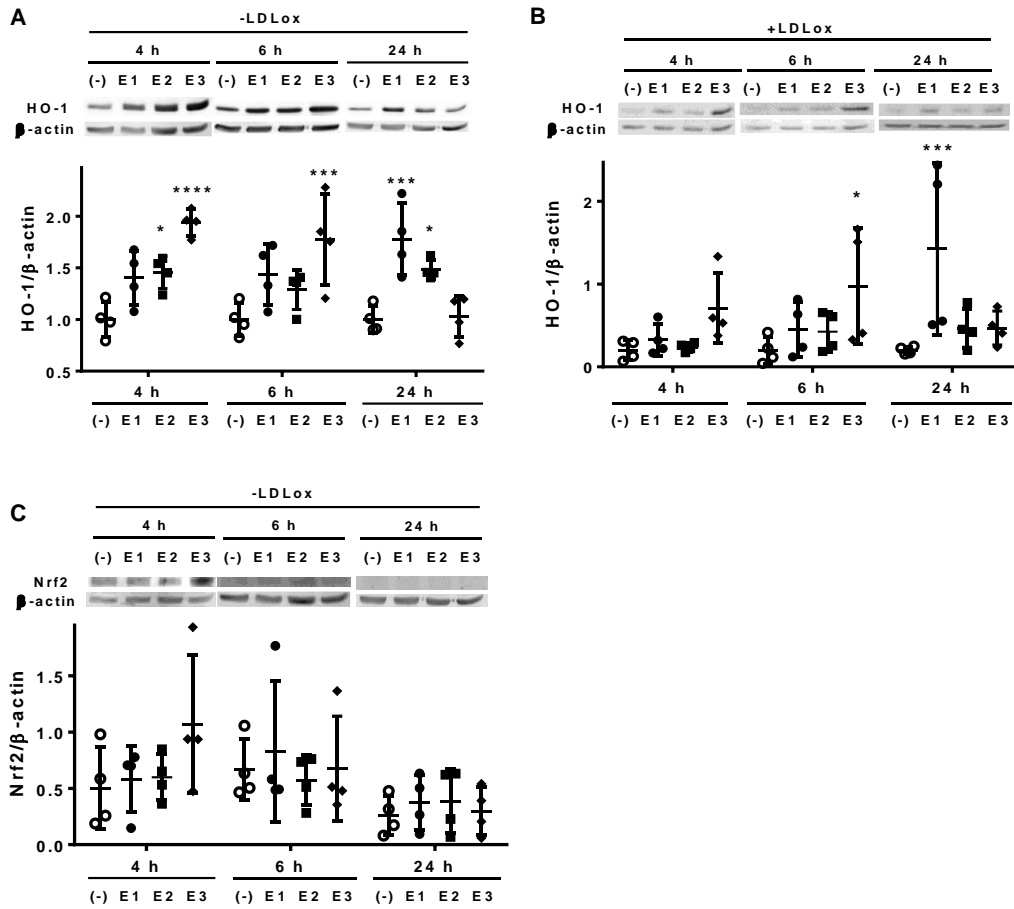 A
-LDLox
4 h 6 h 24 h
(-) E1 E2 E3 (-) E1 E2 E3 (-) E1 E2 E3
HO-1
β-actin
HO-1/β-actin
2.0
1.5
1.0
0.5
* **** *** *** *
4 h 6 h 24 h
(-) E1 E2 E3 (-) E1 E2 E3 (-) E1 E2 E3
B
+LDLox
4 h 6 h 24 h
(-) E1 E2 E3 (-) E1 E2 E3 (-) E1 E2 E3
HO-1
β-actin
HO-1/β-actin
2
1
0
* ***
4 h 6 h 24 h
(-) E1 E2 E3 (-) E1 E2 E3 (-) E1 E2 E3
C
-LDLox
4 h 6 h 24 h
(-) E1 E2 E3 (-) E1 E2 E3 (-) E1 E2 E3
Nrf2
β-actin
Nrf2/β-actin
1.5
1.0
0.5
0.0
4 h 6 h 24 h
(-) E1 E2 E3 (-) E1 E2 E3 (-) E1 E2 E3